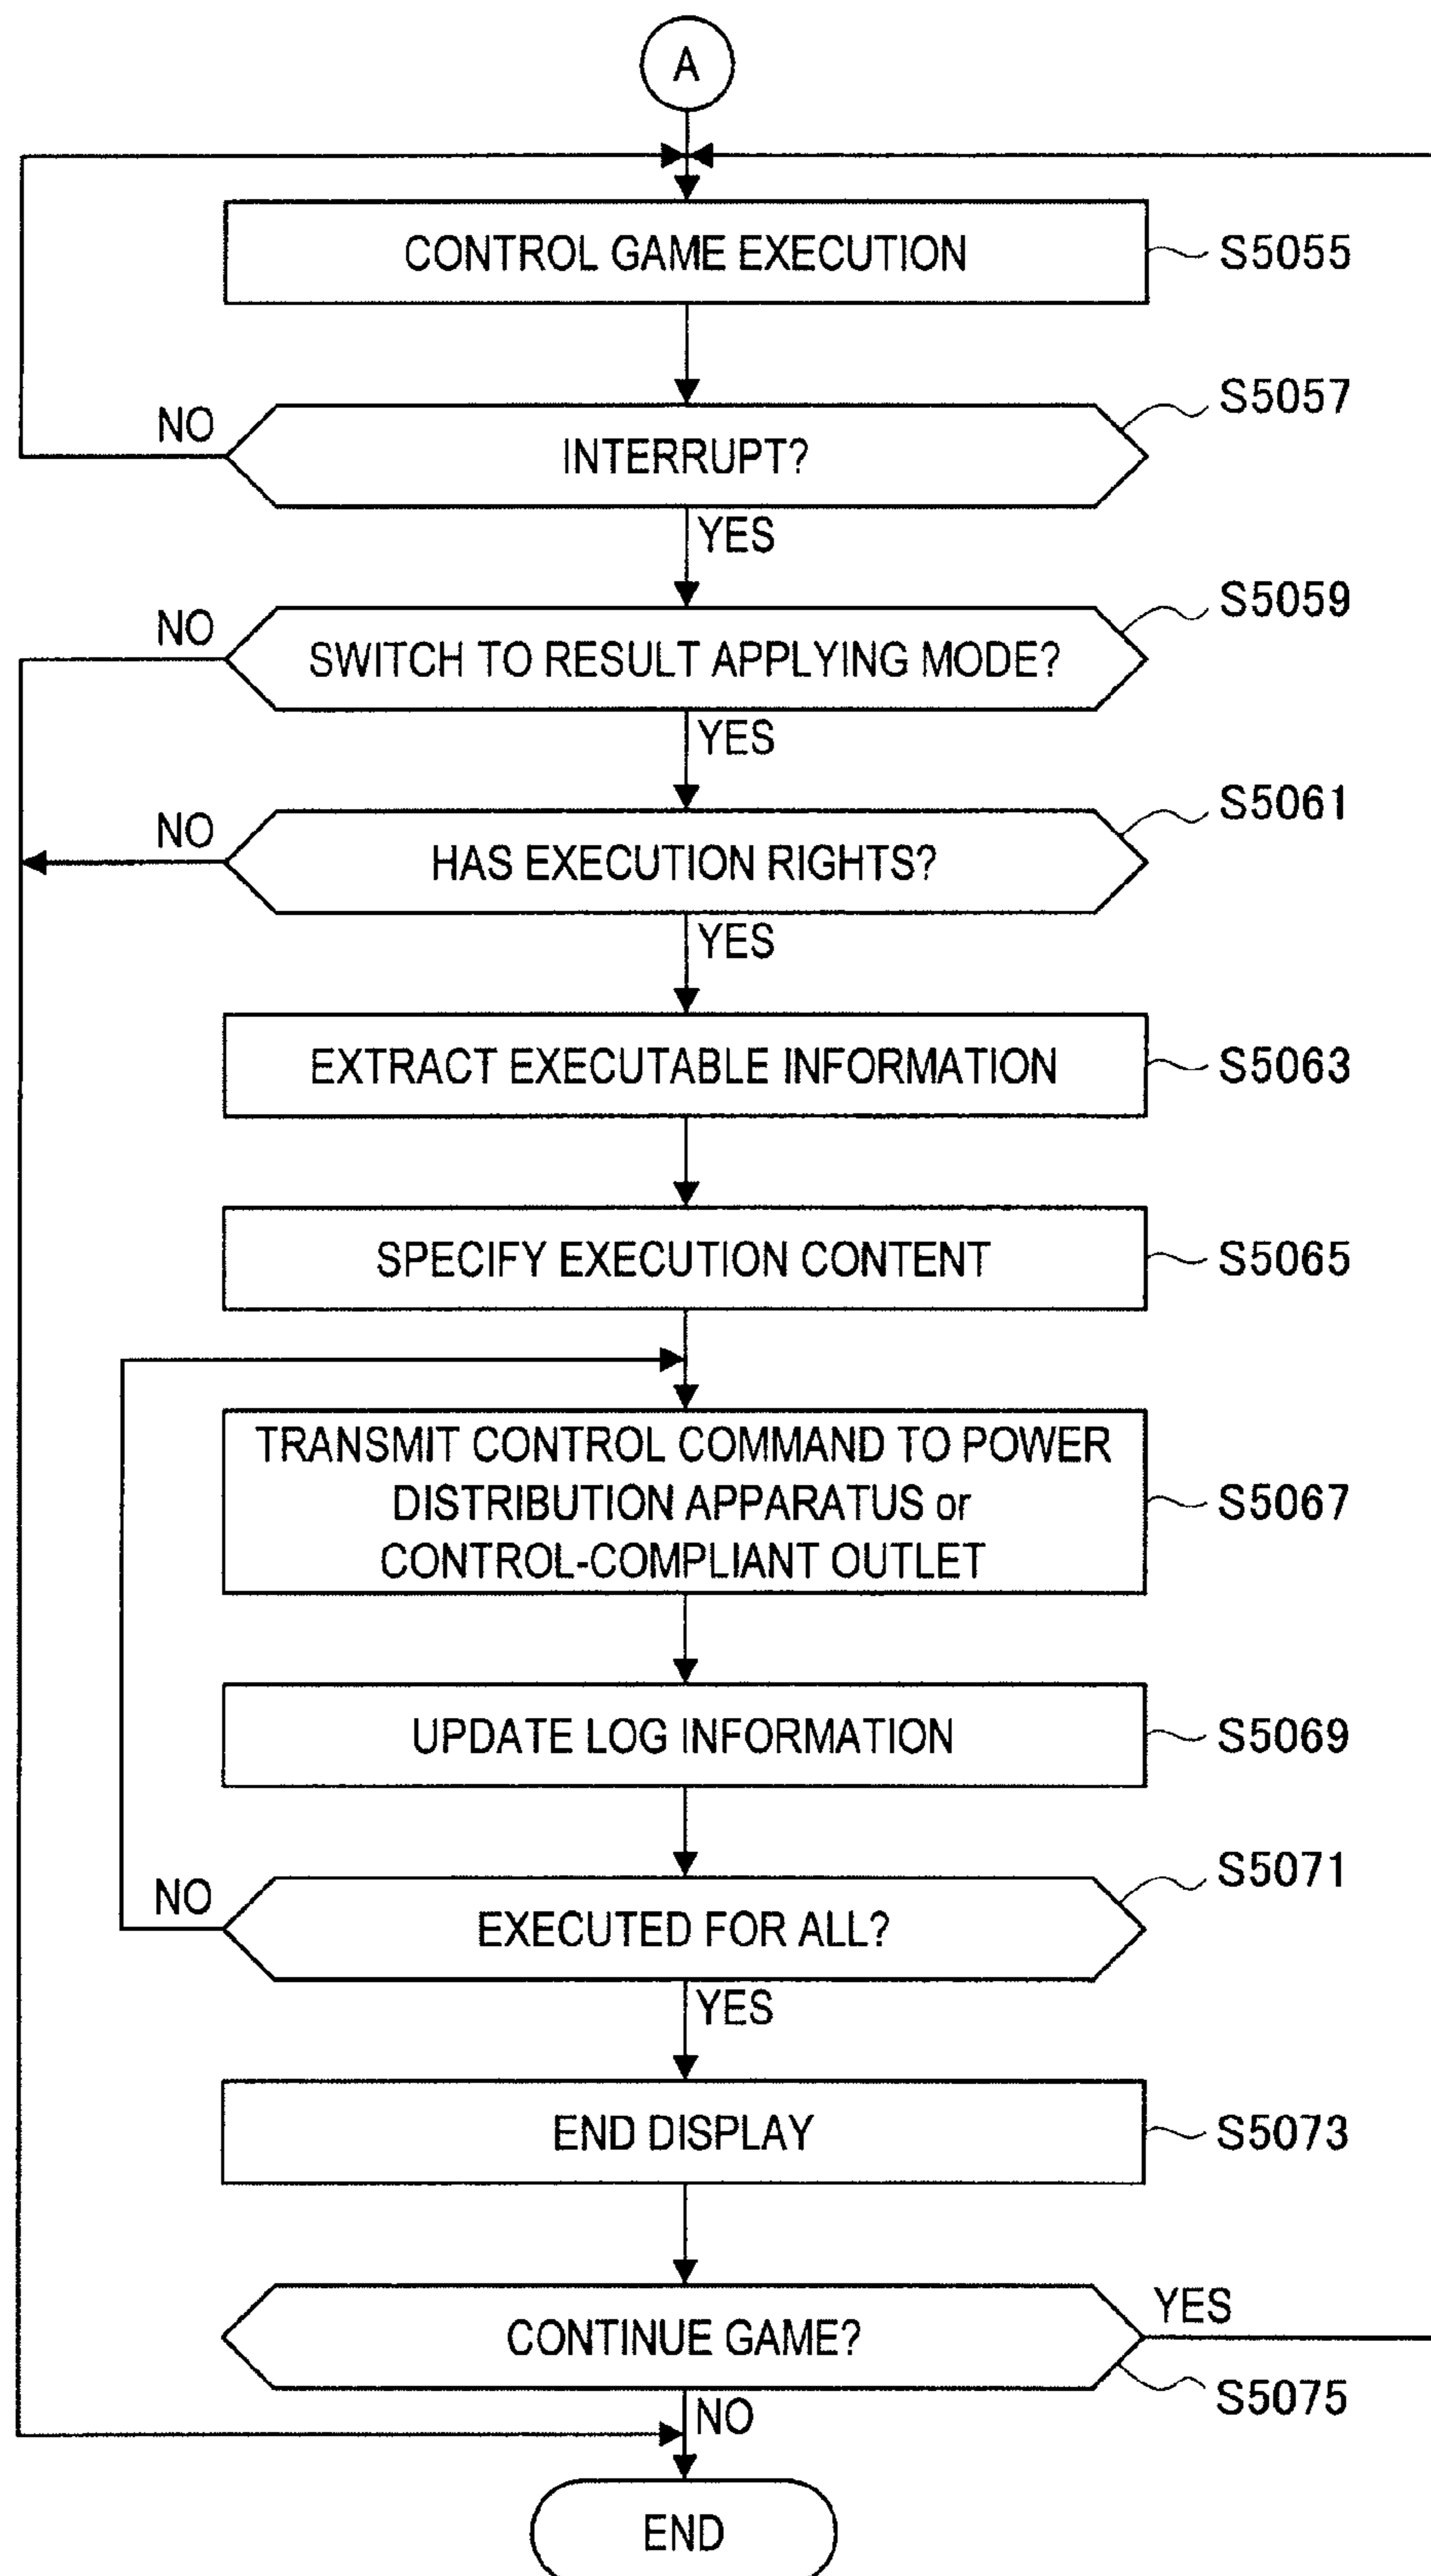 A
CONTROL GAME EXECUTION
S5055
S5057
NO
INTERRUPT?
YES
S5059
NO
SWITCH TO RESULT APPLYING MODE?
YES
S5061
NO
HAS EXECUTION RIGHTS?
YES
EXTRACT EXECUTABLE INFORMATION
S5063
SPECIFY EXECUTION CONTENT
S5065
TRANSMIT CONTROL COMMAND TO POWER
DISTRIBUTION APPARATUS or
CONTROL-COMPLIANT OUTLET
S5067
UPDATE LOG INFORMATION
S5069
S5071
NO
EXECUTED FOR ALL?
YES
END DISPLAY
S5073
YES
CONTINUE GAME?
S5075
NO
END